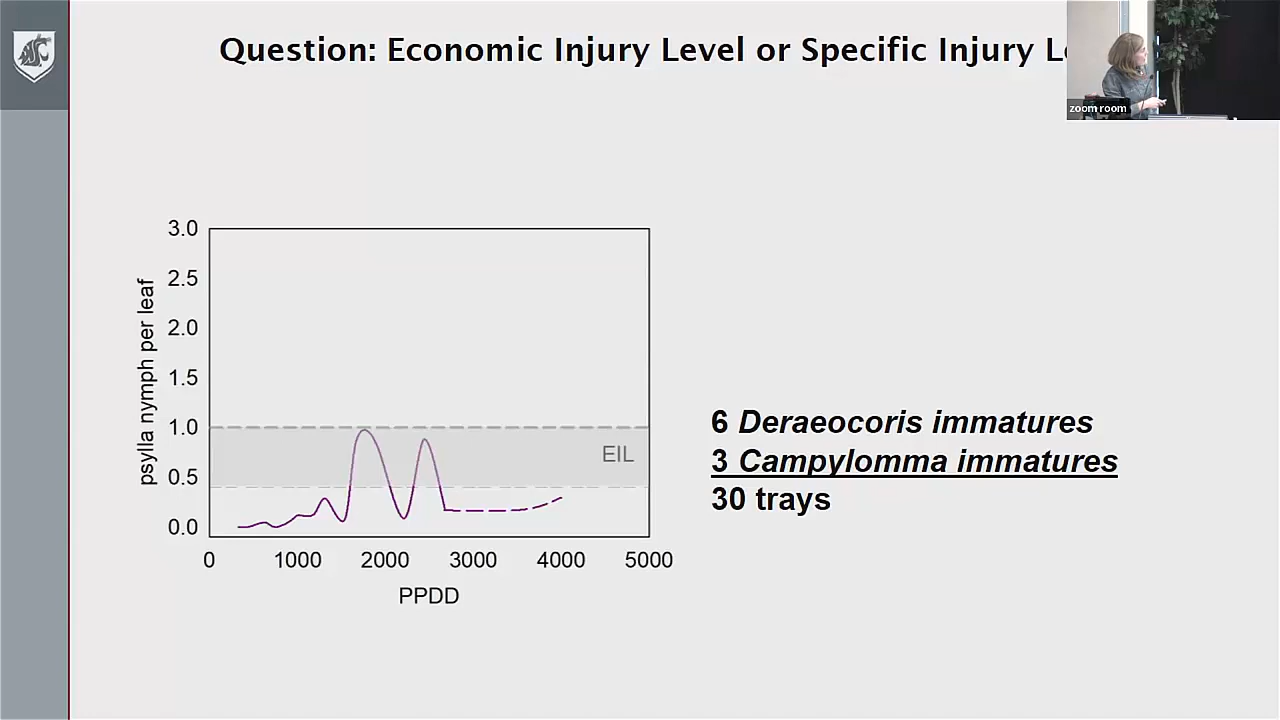 Question: Economic Injury Level or Specific Injury
zoom room
3.0
2.5
2.0
1.5
1.0
0.5
0.0
psylla nymph per leaf
EIL
0 1000 2000 3000 4000 5000
PPDD
6 Deraeocoris immatures
3 Campylomma immatures
30 trays